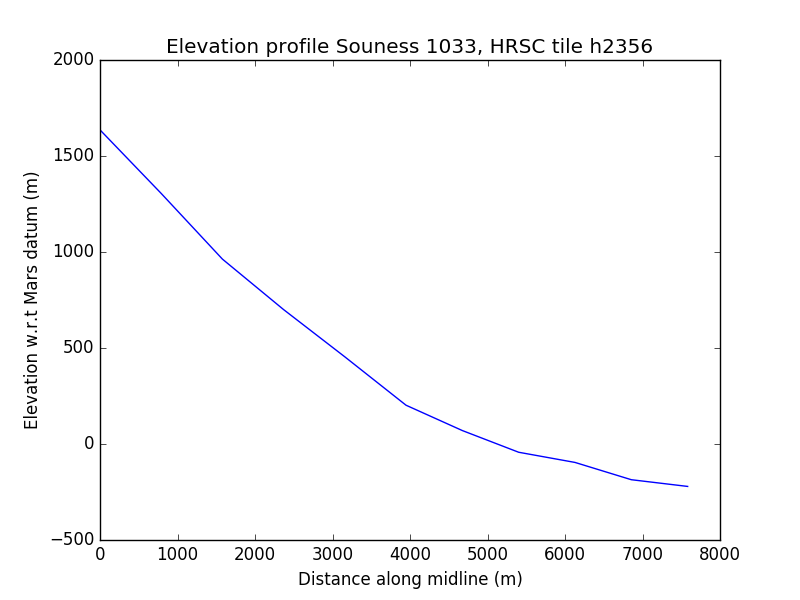 Elevation profile Souness 1033, HRSC tile h2356
2000
1500
1000
500
0
−500
Elevation w.r.t Mars datum (m)
0 1000 2000 3000 4000 5000 6000 7000 8000
Distance along midline (m)